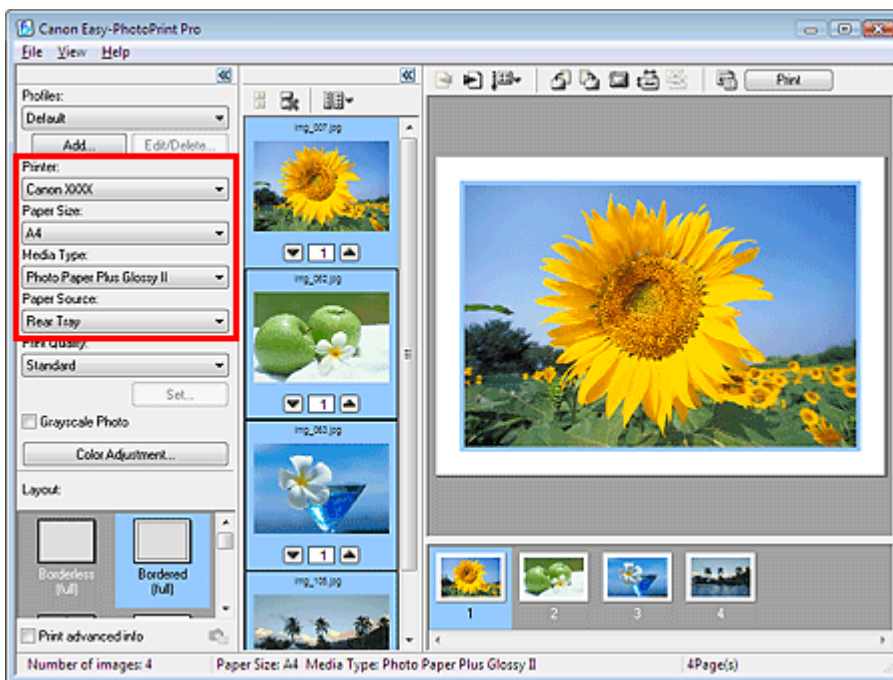 Canon Easy-PhotoPrint Pro
File View Help
Profiles:
Default
Add... Edit/Delete...
Printer:
Canon XXXX
Paper Size:
A4
Media Type:
Photo Paper Plus Glossy II
Paper Source:
Rear Tray
Print Quality:
Standard
Set...
Grayscale Photo
Color Adjustment...
Layout:
Borderless (full)
Bordered (full)
Print advanced info
img_007.jpg
1
img_062.jpg
1
img_063.jpg
1
img_108.jpg
Print
1 2 3 4
Number of images: 4 Paper Size: A4 Media Type: Photo Paper Plus Glossy II 4Page(s)